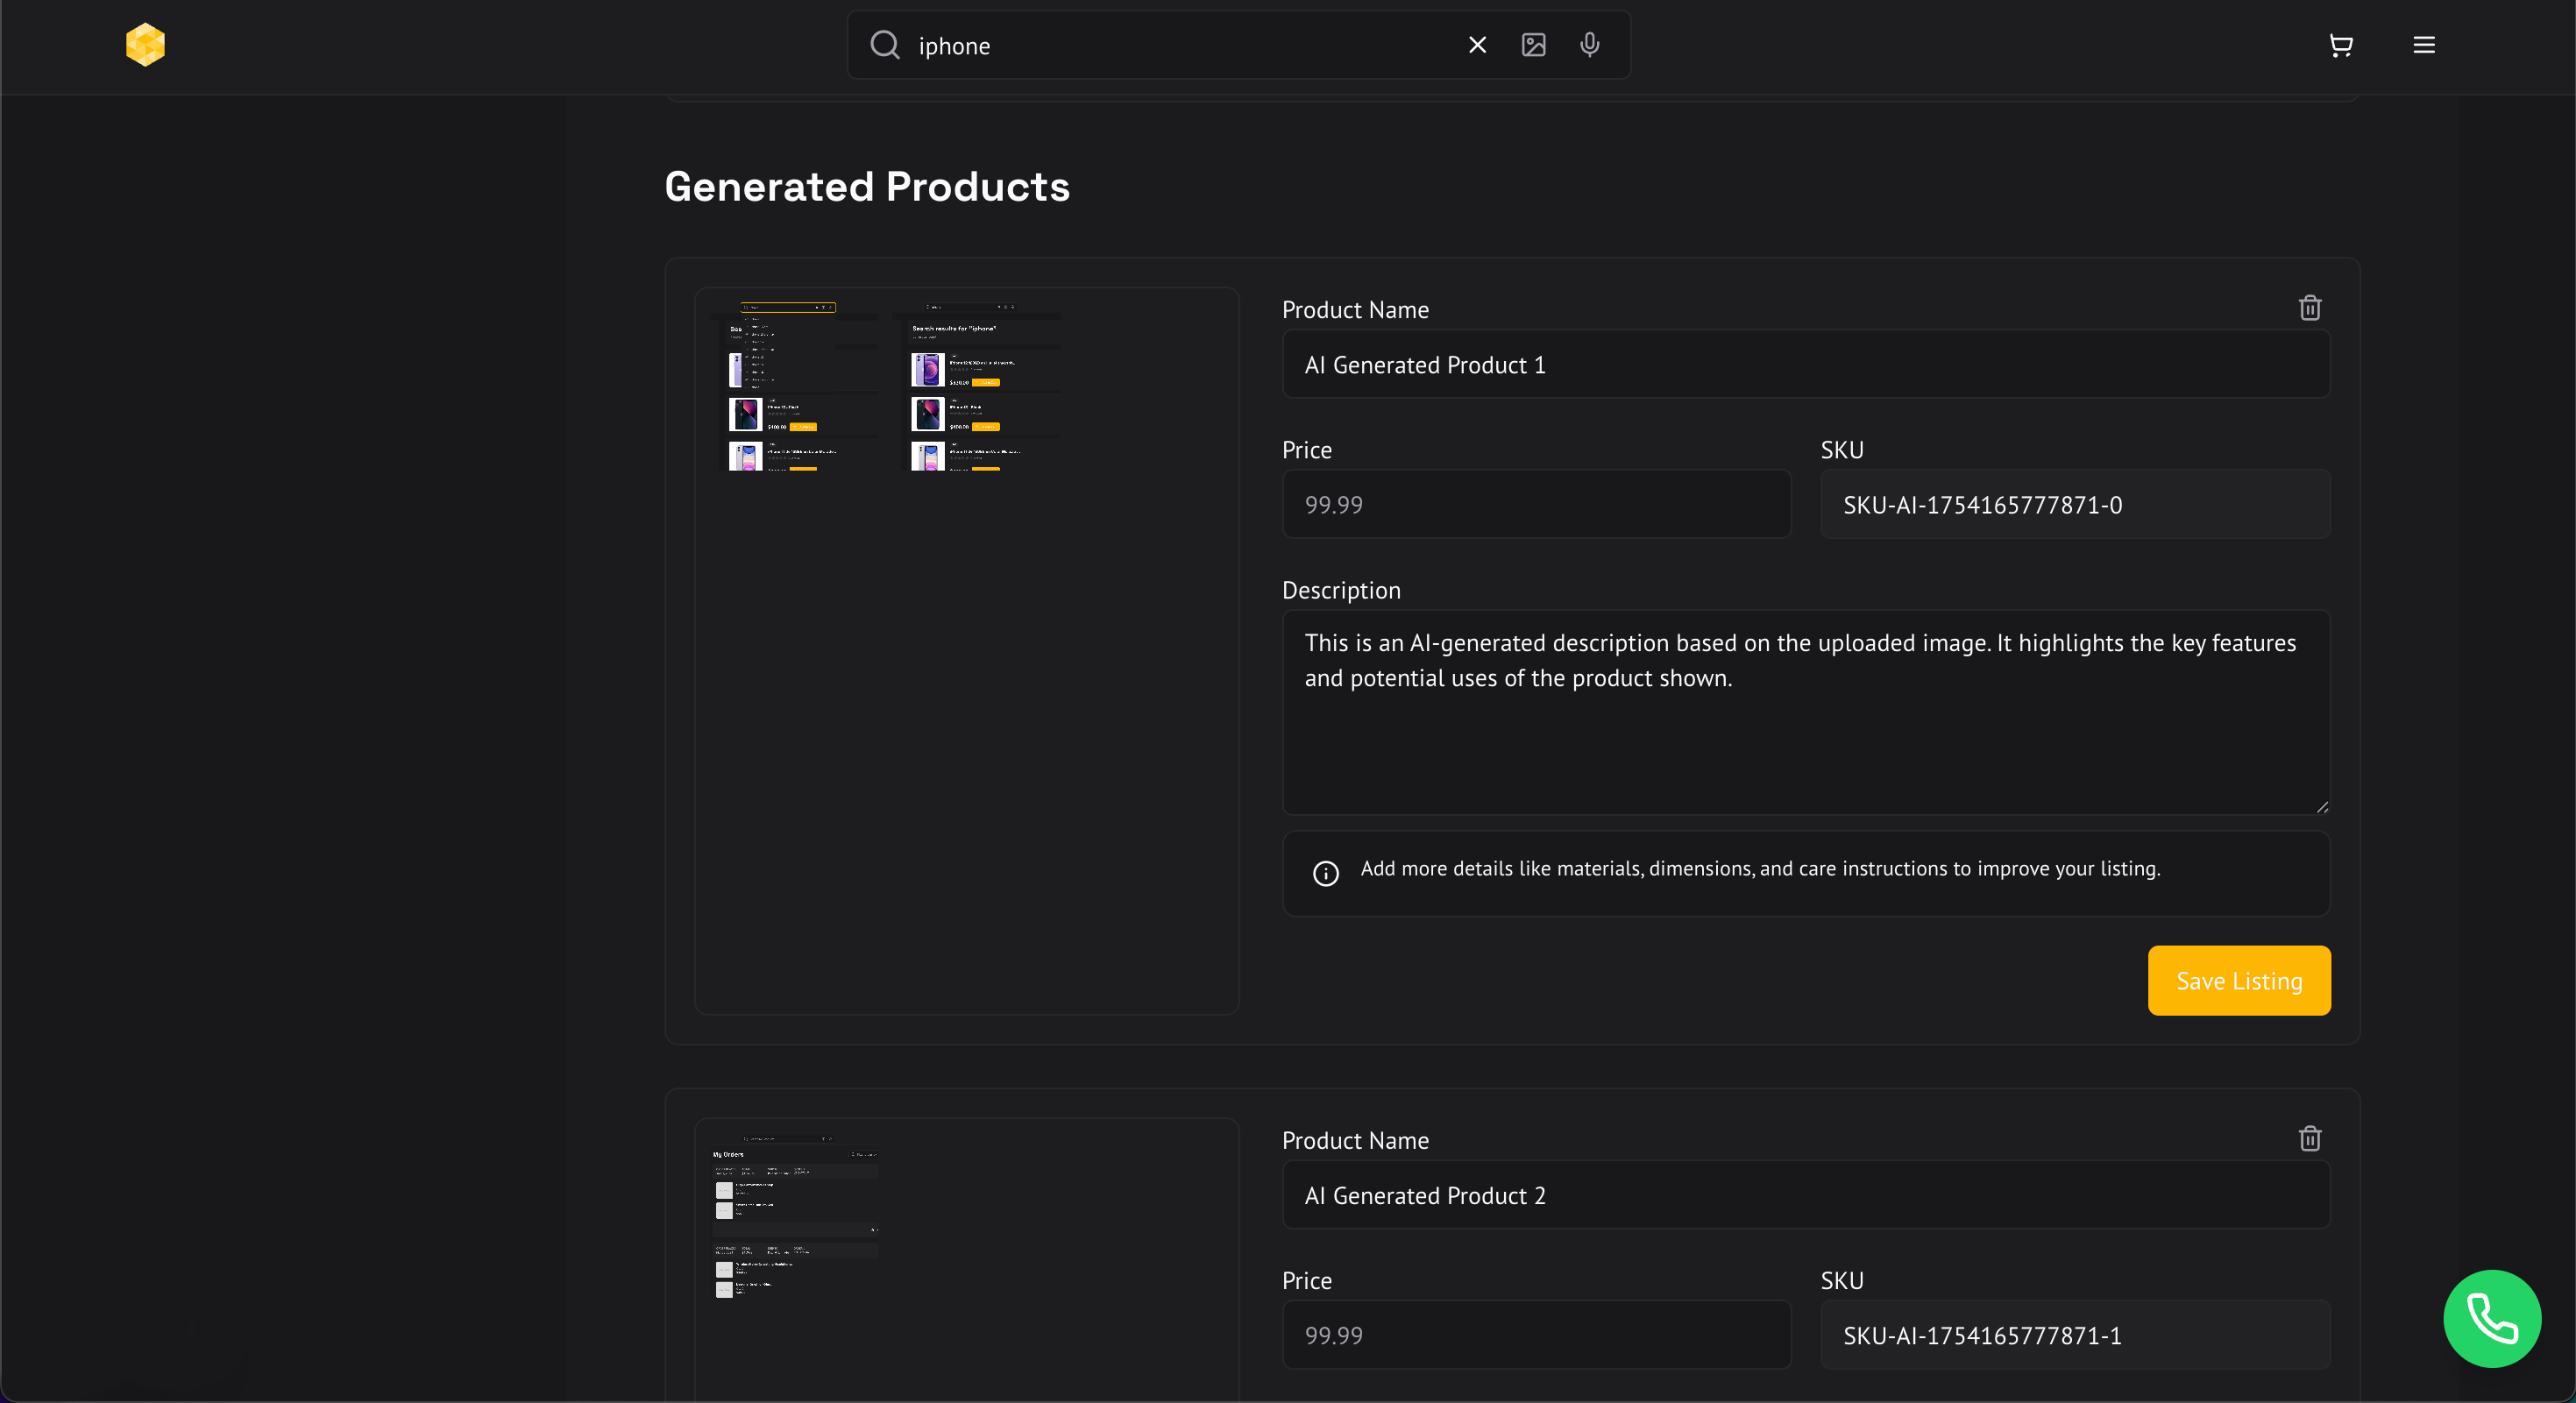 iphone
Generated Products
Search results for "iphone"
$400.00
$400.00
Product Name
AI Generated Product 1
Price
SKU
99.99
SKU-AI-1754165777871-0
Description
This is an AI-generated description based on the uploaded image. It highlights the key features
and potential uses of the product shown.
Add more details like materials, dimensions, and care instructions to improve your listing.
Save Listing
My Orders
Product Name
AI Generated Product 2
Price
SKU
99.99
SKU-AI-1754165777871-1